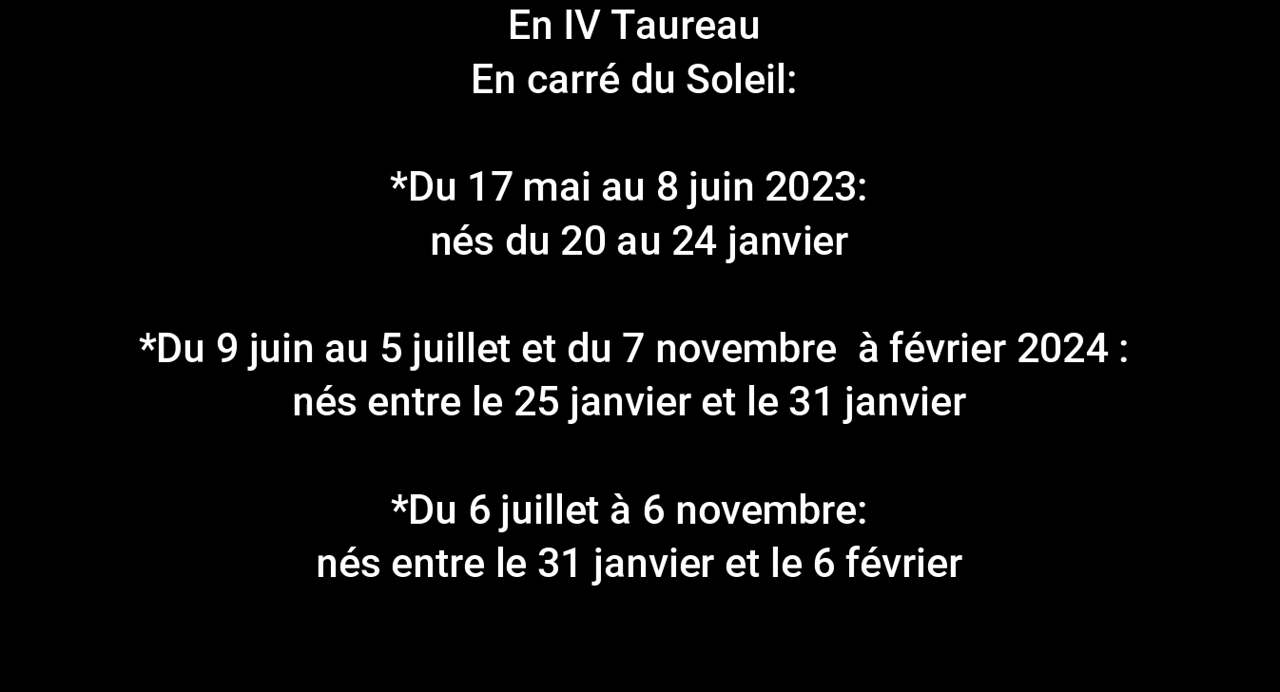 En IV Taureau
En carré du Soleil:
*Du 17 mai au 8 juin 2023:
nés du 20 au 24 janvier
*Du 9 juin au 5 juillet et du 7 novembre  à février 2024 :
nés entre le 25 janvier et le 31 janvier
*Du 6 juillet à 6 novembre:
nés entre le 31 janvier et le 6 février